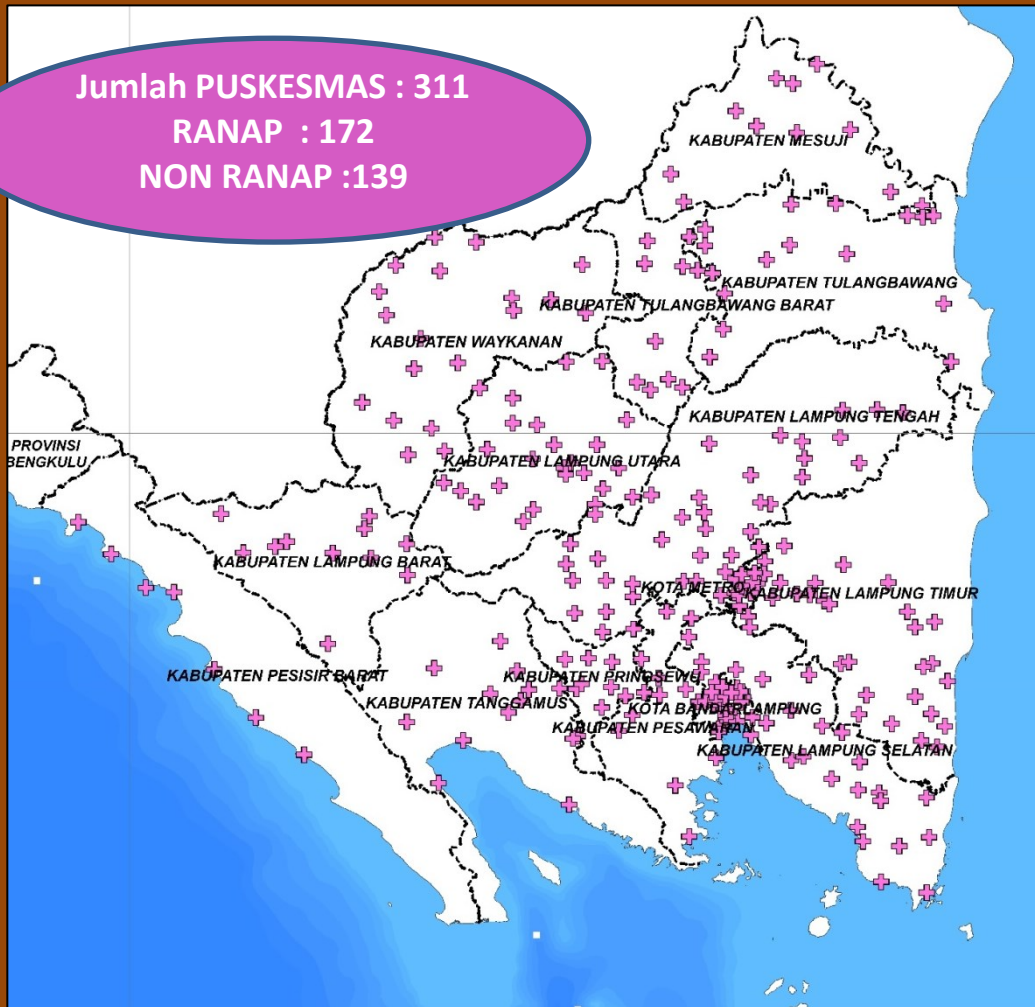 Jumlah PUSKESMAS : 311
RANAP : 172
NON RANAP :139
KABUPATEN MESUJI
KABUPATEN TULANGBAWANG
KABUPATEN TULANGBAWANG BARAT
KABUPATEN WAYKANAN
KABUPATEN LAMPUNG TENGAH
PROVINSI
BENGKULU
KABUPATEN LAMPUNG UTARA
KABUPATEN LAMPUNG BARAT
KOTA METRO
KABUPATEN LAMPUNG TIMUR
KABUPATEN PESISIR BARAT
KABUPATEN PRINGSEWU
KABUPATEN TANGGAMUS
KOTA BANDARLAMPUNG
KABUPATEN PESAWARAN
KABUPATEN LAMPUNG SELATAN